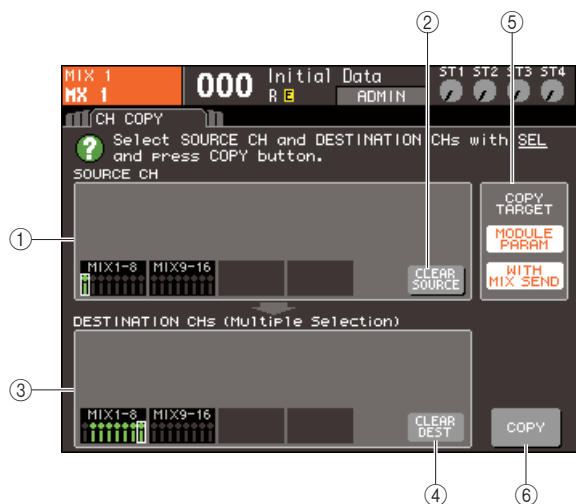 ② ⑤
MIX 1
MX 1
000
Initial Data
R E ADMIN
ST1 ST2 ST3 ST4
CH COPY
? Select SOURCE CH and DESTINATION CHs with SEL
and press COPY button.
SOURCE CH
COPY
TARGET
MODULE
PARAM
WITH
MIX SEND
①
MIX1-8 MIX9-16
CLEAR
SOURCE
DESTINATION CHs (Multiple Selection)
③
MIX1-8 MIX9-16
CLEAR
DEST
COPY
④ ⑥